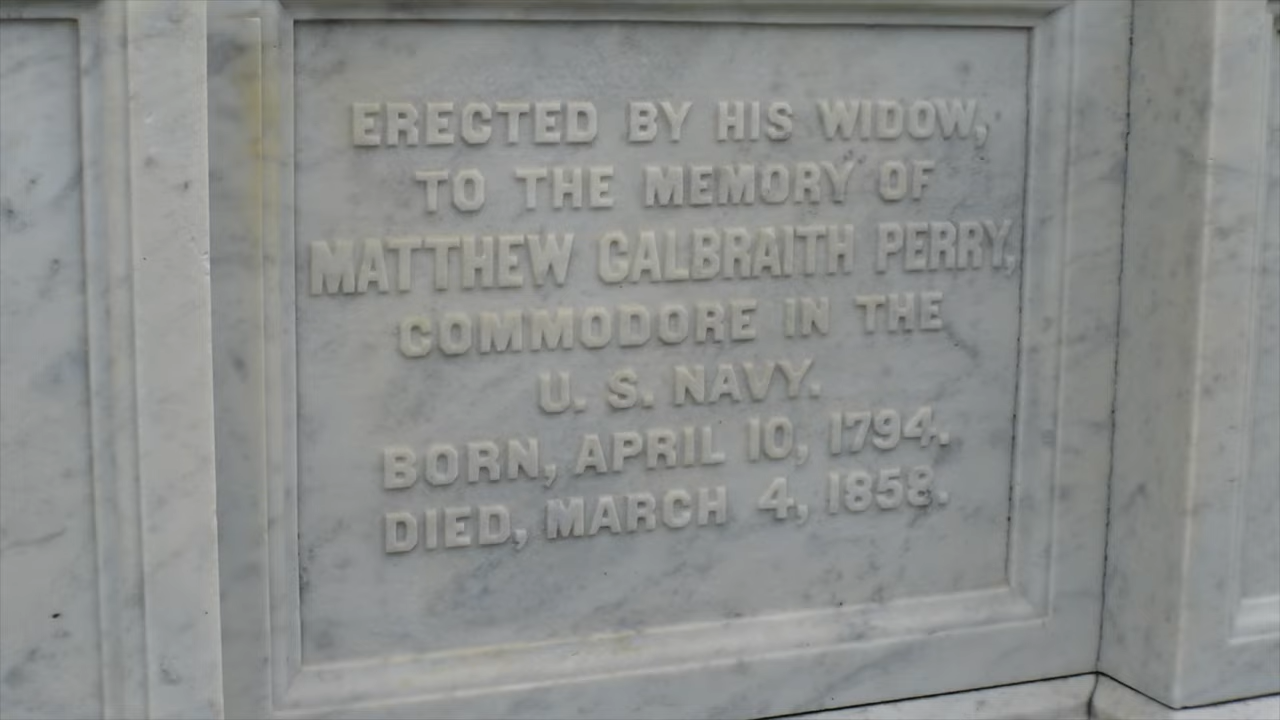 ERECTED BY HIS WIDOW,
TO THE MEMORY OF
MATTHEW CALBRAITH PERRY,
COMMODORE IN THE
U. S. NAVY.
BORN, APRIL 10, 1794.
DIED, MARCH 4, 1858.